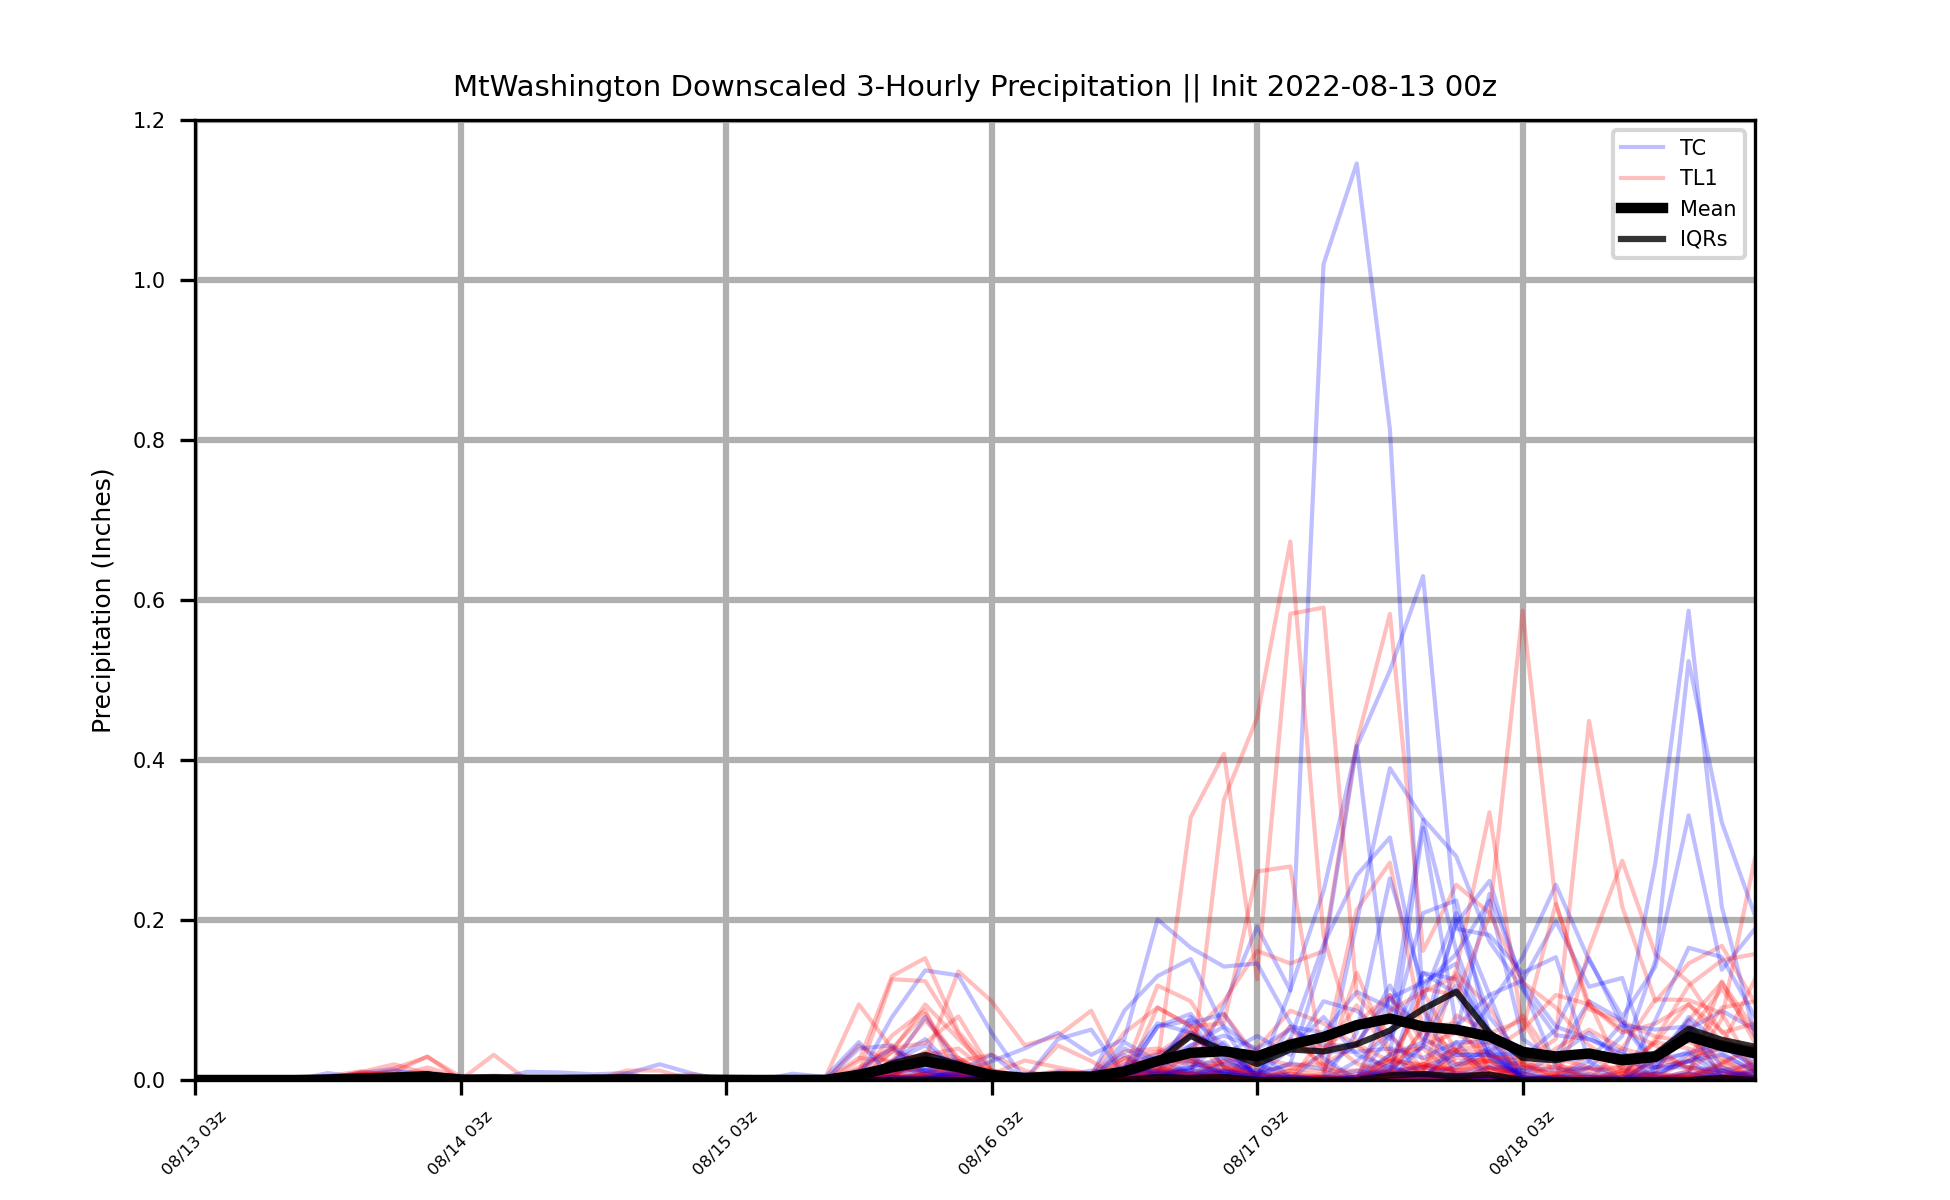 MtWashington Downscaled 3-Hourly Precipitation || Init 2022-08-13 00z
TC
TL1
Mean
IQRs
Precipitation (Inches)
1.2
1.0
0.8
0.6
0.4
0.2
0.0
08/13 03z
08/14 03z
08/15 03z
08/16 03z
08/17 03z
08/18 03z